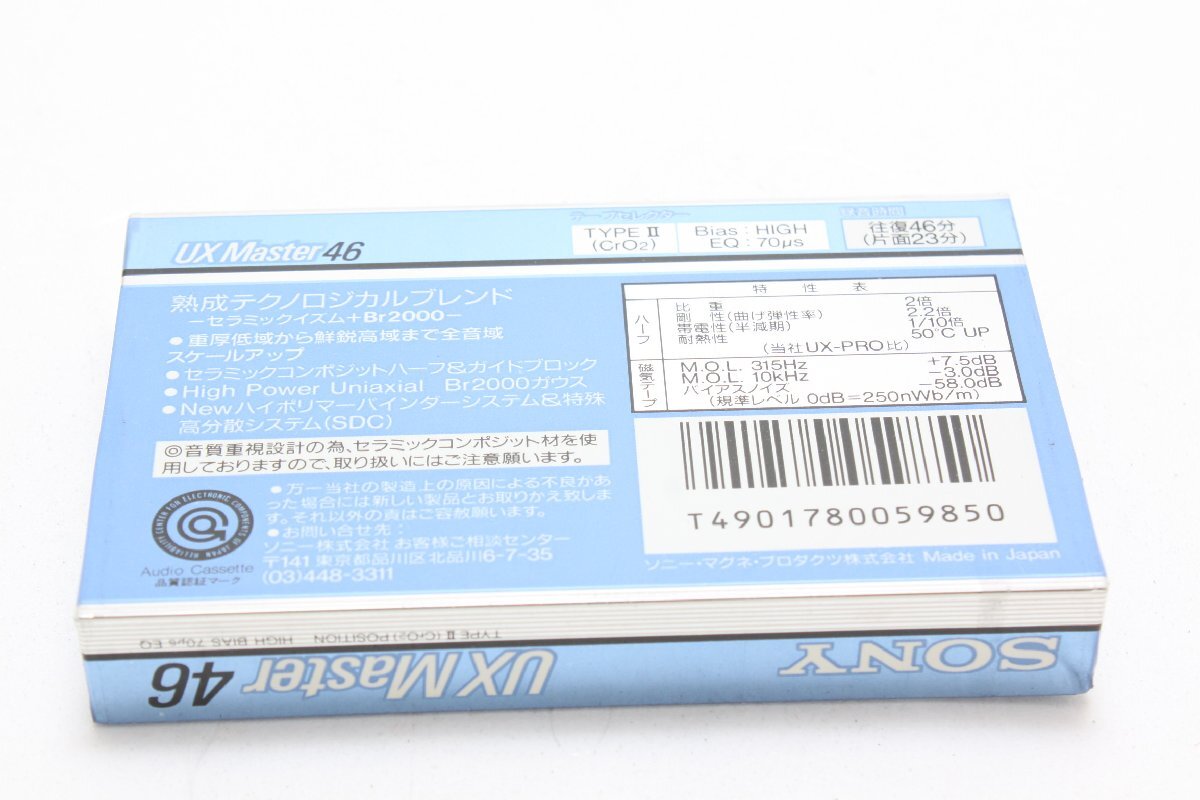 UX Master 46
テープセレクター
TYPE II
(CrO2)
Bias : HIGH
EQ : 70μs
録音時間
往復46分
(片面23分)
熟成テクノロジカルブレンド
ーセラミックイズム+Br2000ー
●重厚低域から鮮鋭高域まで全音域
スケールアップ
●セラミックコンポジットハーフ&ガイドブロック
●High Power Uniaxial Br2000ガウス
●Newハイポリマーバインダーシステム&特殊
高分散システム(SDC)
◎音質重視設計の為、セラミックコンポジット材を使
用しておりますので、取り扱いにはご注意願います。
RELIABILITY CENTER FOR ELECTRONIC COMPONENTS OF JAPAN
Audio Cassette
品質認証マーク
●万一当社の製造上の原因による不良があ
った場合には新しい製品とお取りかえ致しま
す。それ以外の責はご容赦願います。
●お問い合せ先:
ソニー株式会社 お客様ご相談センター
〒141 東京都品川区北品川6-7-35
(03)448-3311
特性表
ハーフ
比重 2倍
剛性(曲げ弾性率) 2.2倍
帯電性(半減期) 1/10倍
耐熱性 50°C UP
(当社UX-PRO比)
磁気テープ
M.O.L. 315Hz +7.5dB
M.O.L. 10kHz -3.0dB
バイアスノイズ -58.0dB
(規準レベル 0dB=250nWb/m)
T4901780059850
ソニー・マグネ・プロダクツ株式会社 Made in Japan
TYPE II (CrO2) POSITION HIGH BIAS 70μs EQ
SONY UX Master 46